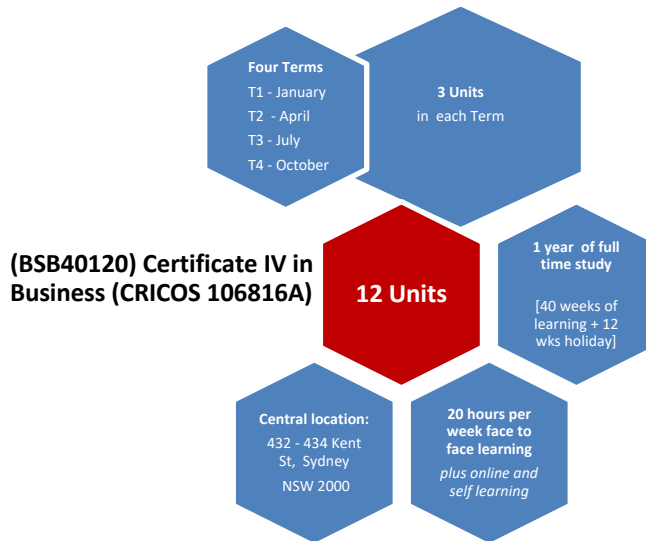 Four Terms
T1 - January
T2 - April
T3 - July
T4 - October
3 Units
in each Term
(BSB40120) Certificate IV in
Business (CRICOS 106816A)
12 Units
1 year of full
time study
[40 weeks of
learning + 12
wks holiday]
Central location:
432 - 434 Kent
St, Sydney
NSW 2000
20 hours per
week face to
face learning
plus online and
self learning